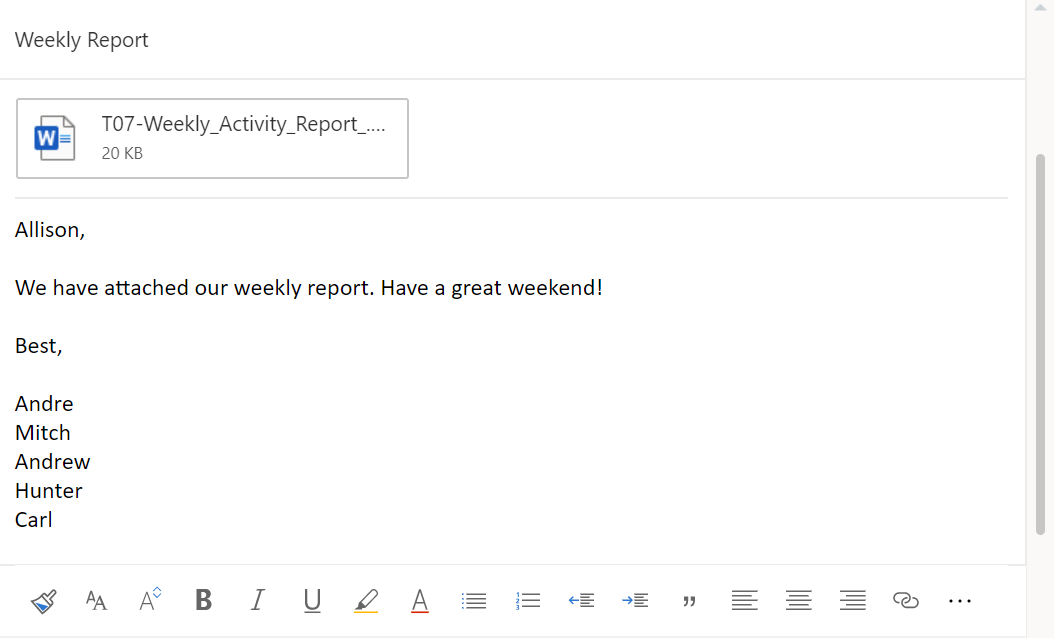 Weekly Report
T07-Weekly_Activity_Report_....
20 KB
Allison,
We have attached our weekly report. Have a great weekend!
Best,
Andre
Mitch
Andrew
Hunter
Carl